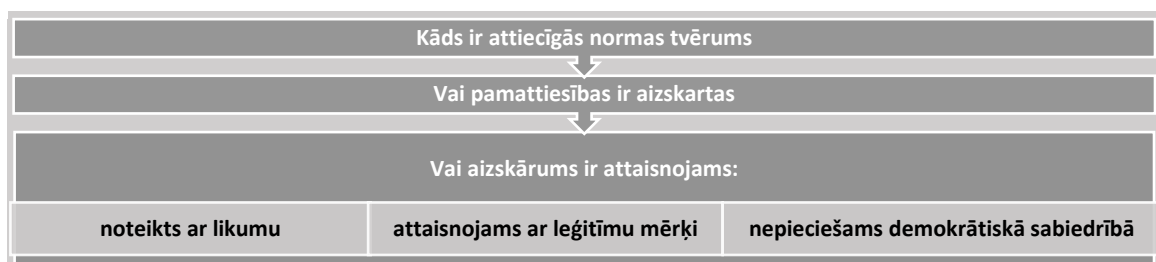 Kāds ir attiecīgās normas tvērums
Vai pamattiesības ir aizskartas
Vai aizskārums ir attaisnojams:
noteikts ar likumu
attaisnojams ar leģitīmu mērķi
nepieciešams demokrātiskā sabiedrībā